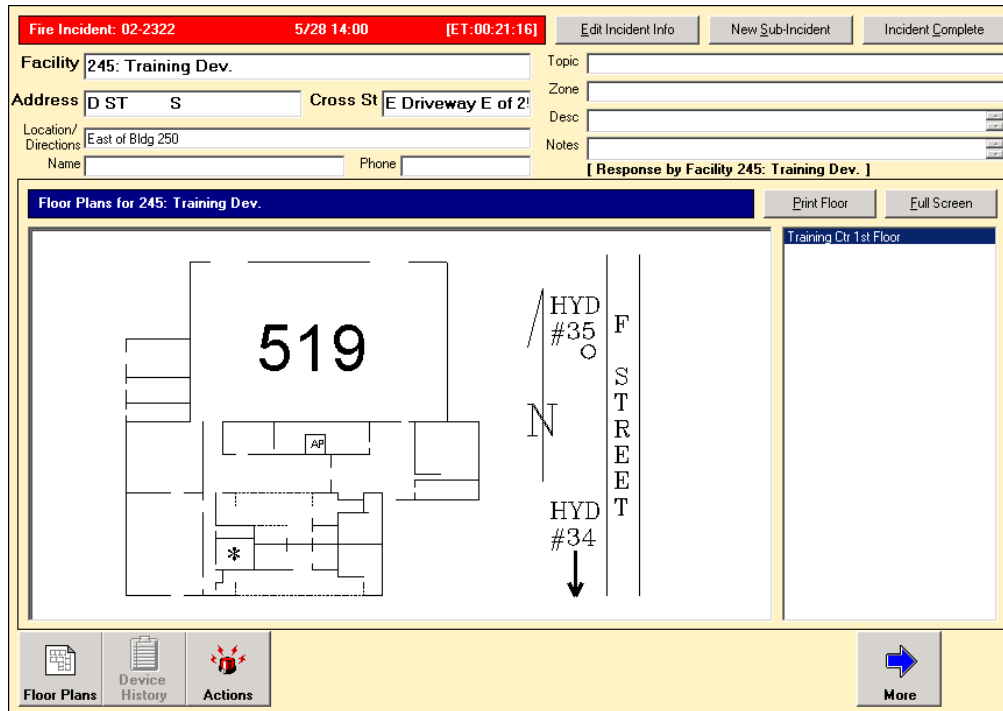 Fire Incident: 02-2322 5/28 14:00 [ET:00:21:16] Edit Incident Info New Sub-Incident Incident Complete
Facility 245: Training Dev.
Topic
Zone
Address D ST S Cross St E Driveway E of 2
Desc
Location/
Directions East of Bldg 250
Notes
Name Phone
[ Response by Facility 245: Training Dev. ]
Floor Plans for 245: Training Dev. Print Floor Full Screen
Training Ctr 1st Floor
519
AP
*
HYD
#35
N
HYD
#34
F STREET
Floor Plans
Device
History
Actions
More